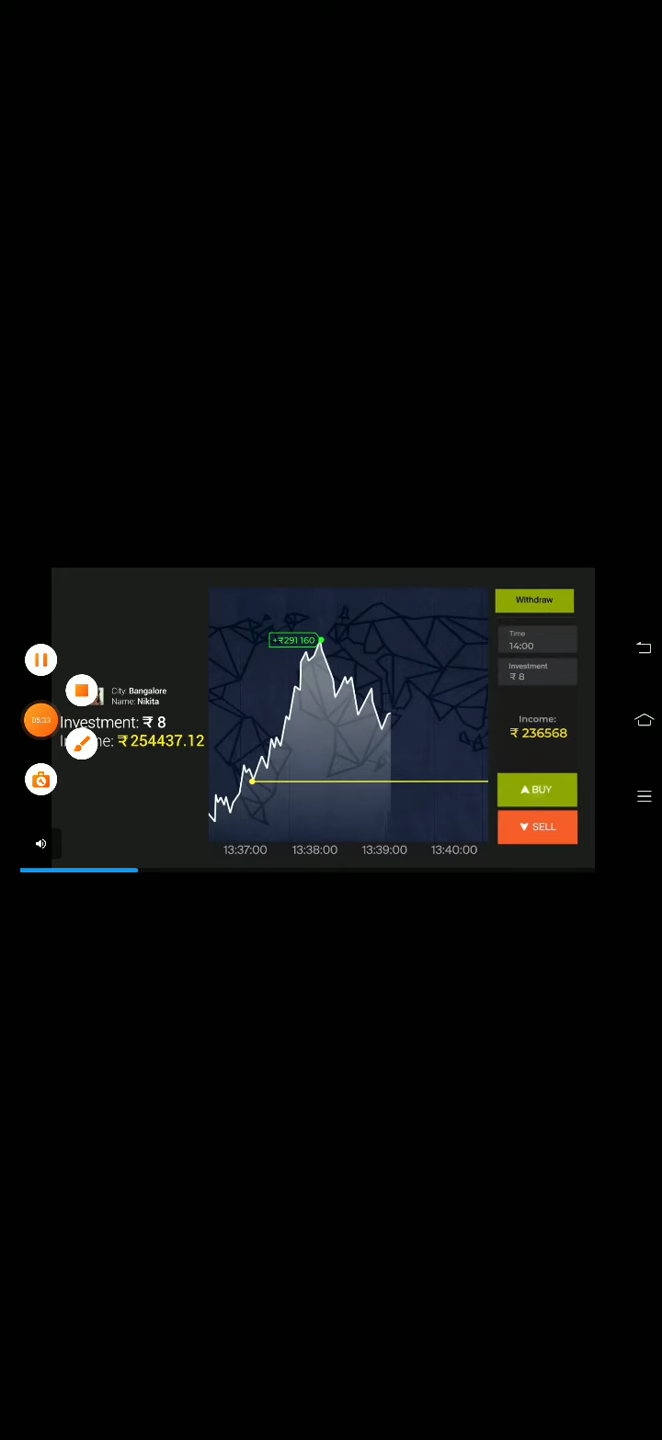 Withdraw
+₹291 160
Time
14:00
Investment
₹ 8
City: Bangalore
Name: Nikita
Investment: ₹ 8
05:33
₹254437.12
Income:
₹ 236568
BUY
SELL
13:37:00 13:38:00 13:39:00 13:40:00